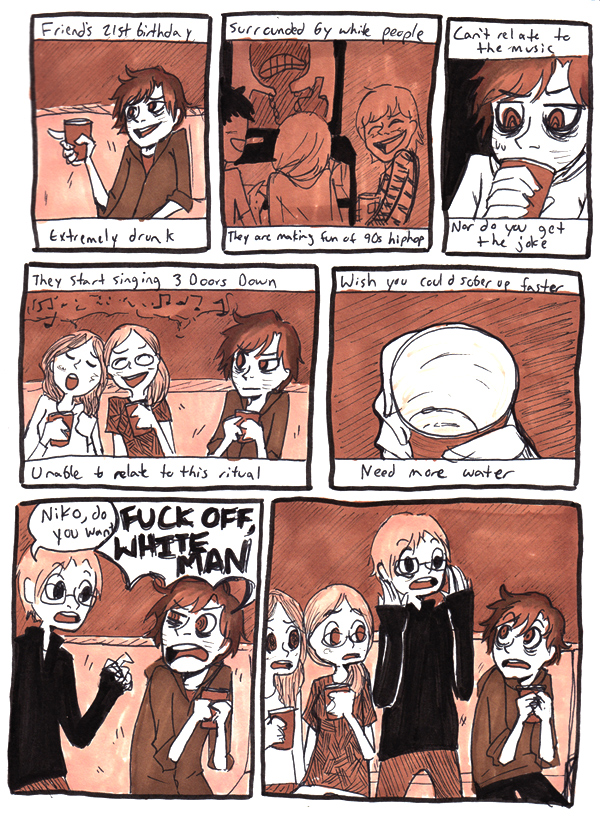 Friend's 21st birthday
Extremely drunk
Surrounded by white people
They are making fun of 90s hiphop
Can't relate to
the music
Nor do you get
the joke
They start singing 3 Doors Down
Unable to relate to this ritual
Wish you could sober up faster
Need more water
Niko, do
you want
FUCK OFF,
WHITE
MAN